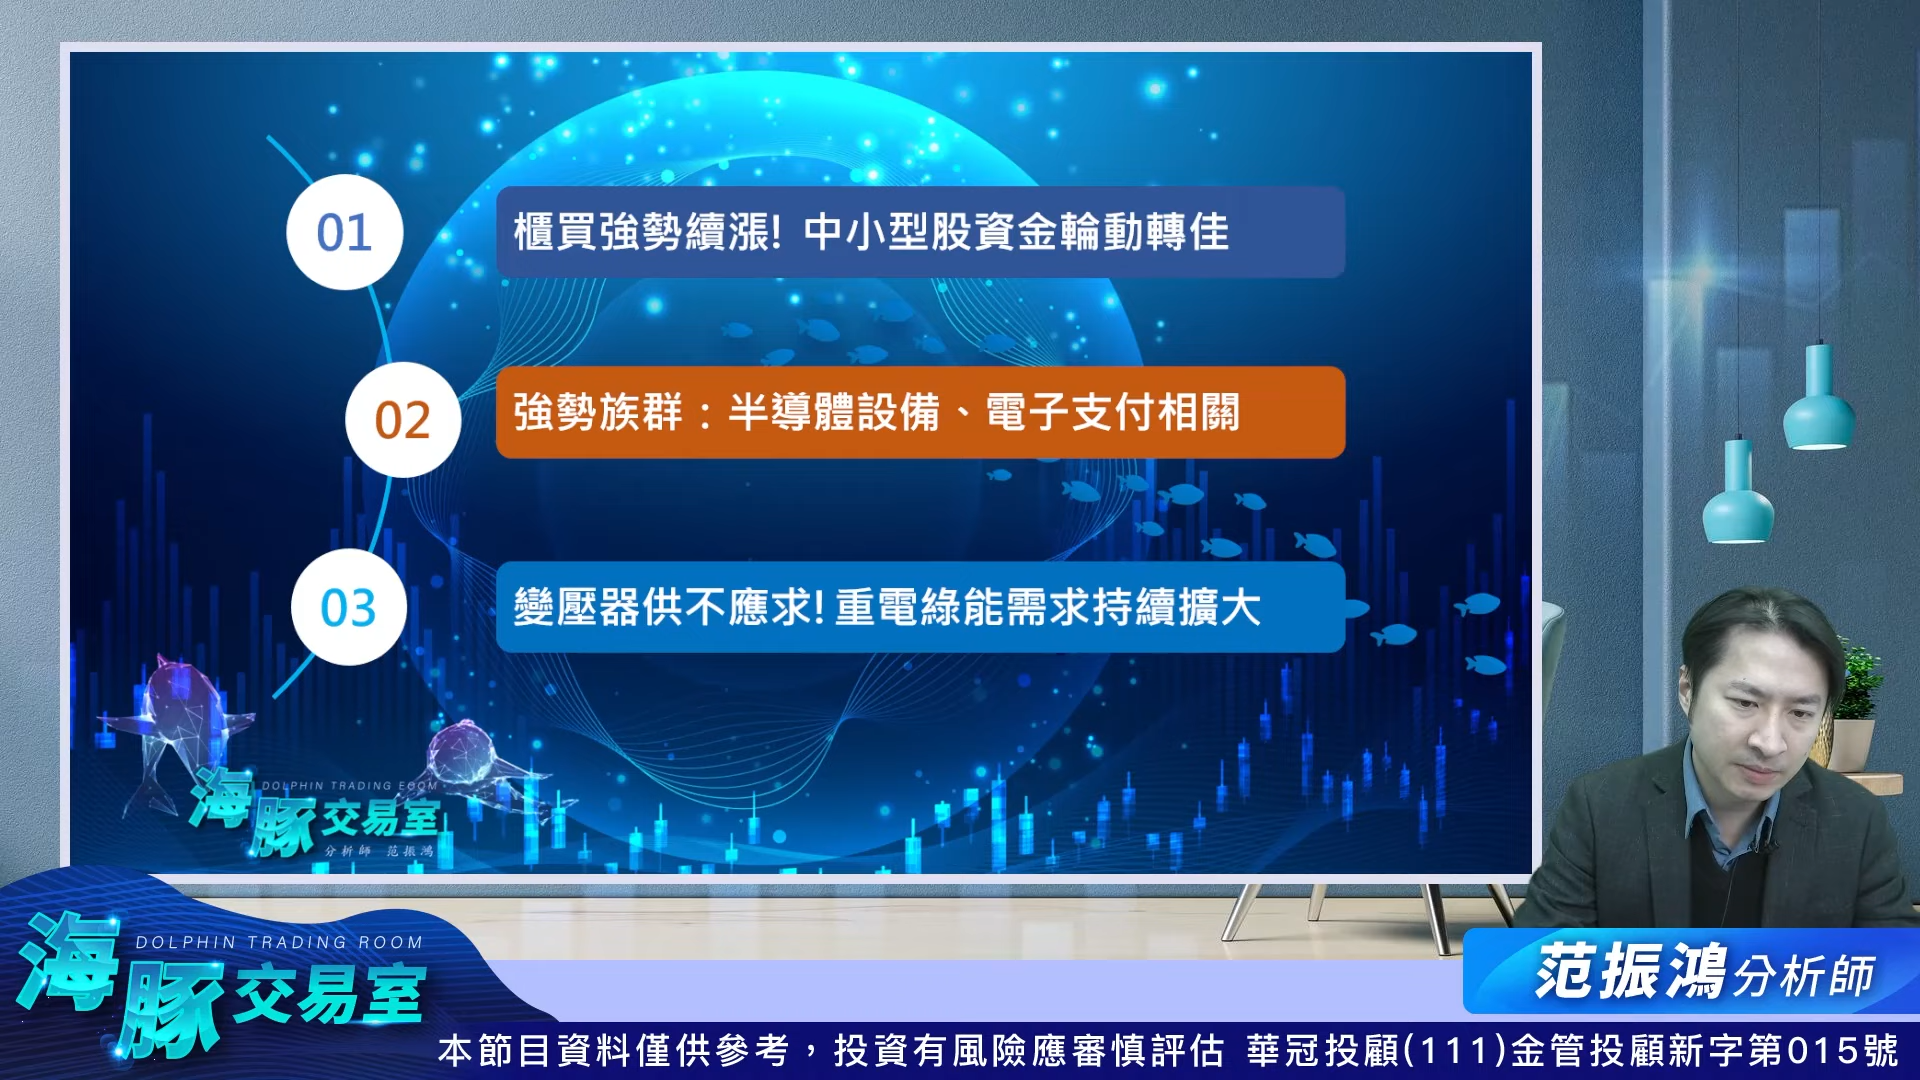 01
櫃買強勢續漲! 中小型股資金輪動轉佳
02
強勢族群：半導體設備、電子支付相關
03
變壓器供不應求!重電綠能需求持續擴大
DOLPHIN TRADING ROOM
海豚交易室
分析師 范振鴻
DOLPHIN TRADING ROOM
海豚交易室
范振鴻分析師
本節目資料僅供參考，投資有風險應審慎評估 華冠投顧(111)金管投顧新字第015號